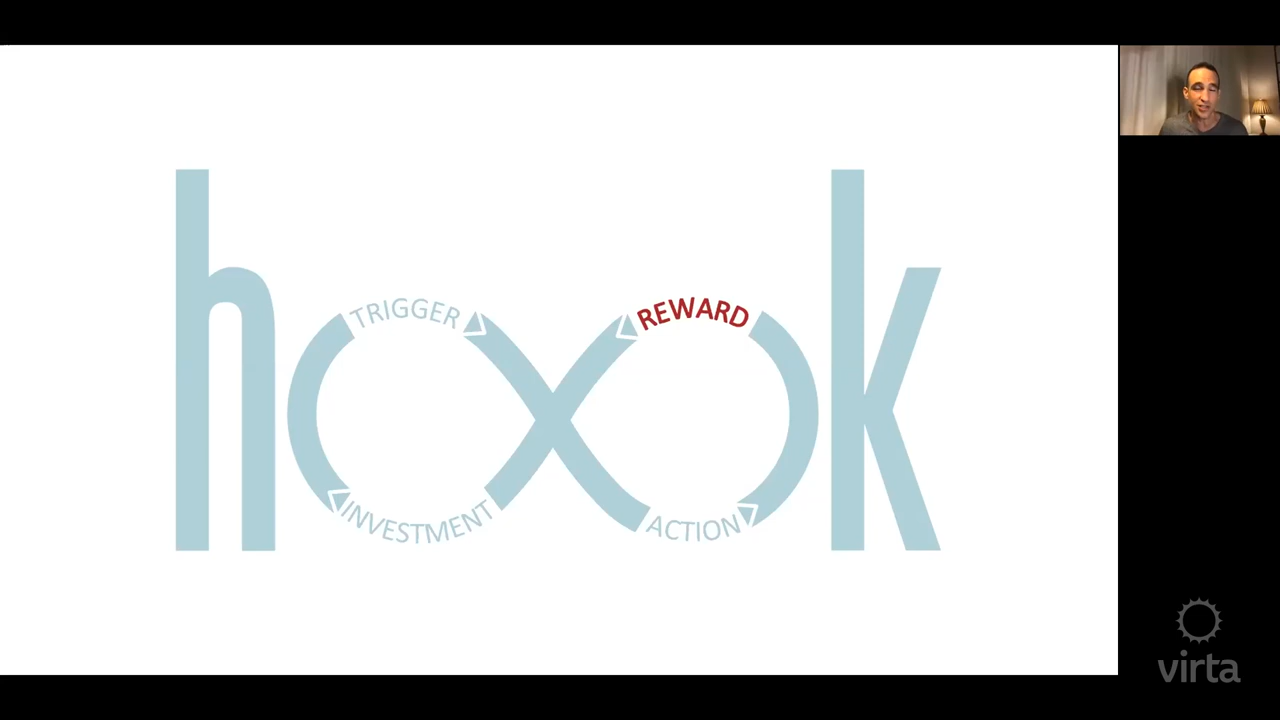 hook
TRIGGER
REWARD
INVESTMENT
ACTION
virta